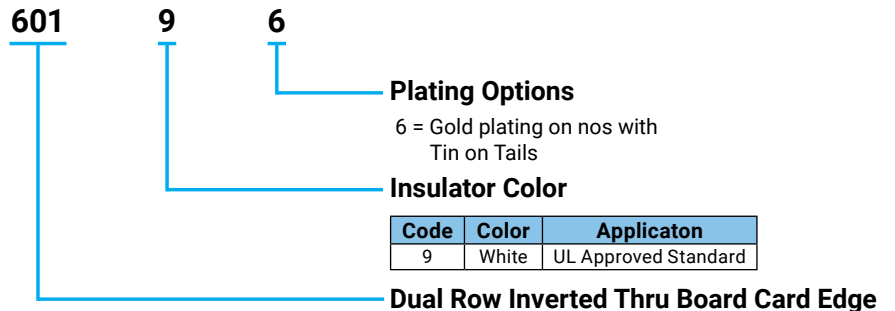 601 9 6
Plating Options
6 = Gold plating on nos with
Tin on Tails
Insulator Color
Code Color Applicaton
9 White UL Approved Standard
Dual Row Inverted Thru Board Card Edge